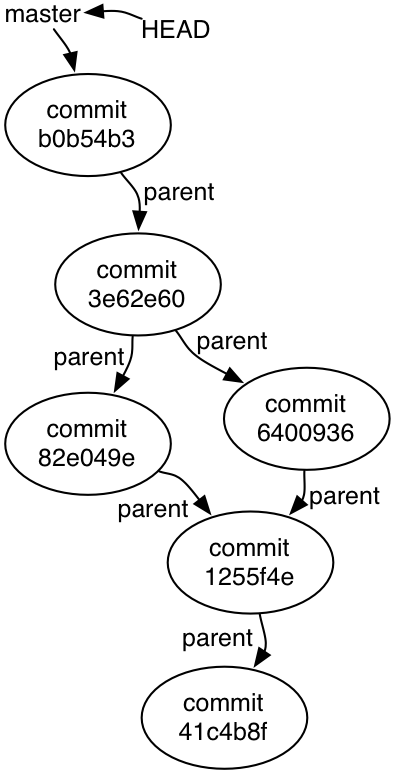 master
HEAD
commit
b0b54b3
parent
commit
3e62e60
parent
parent
commit
82e049e
commit
6400936
parent
parent
commit
1255f4e
parent
commit
41c4b8f